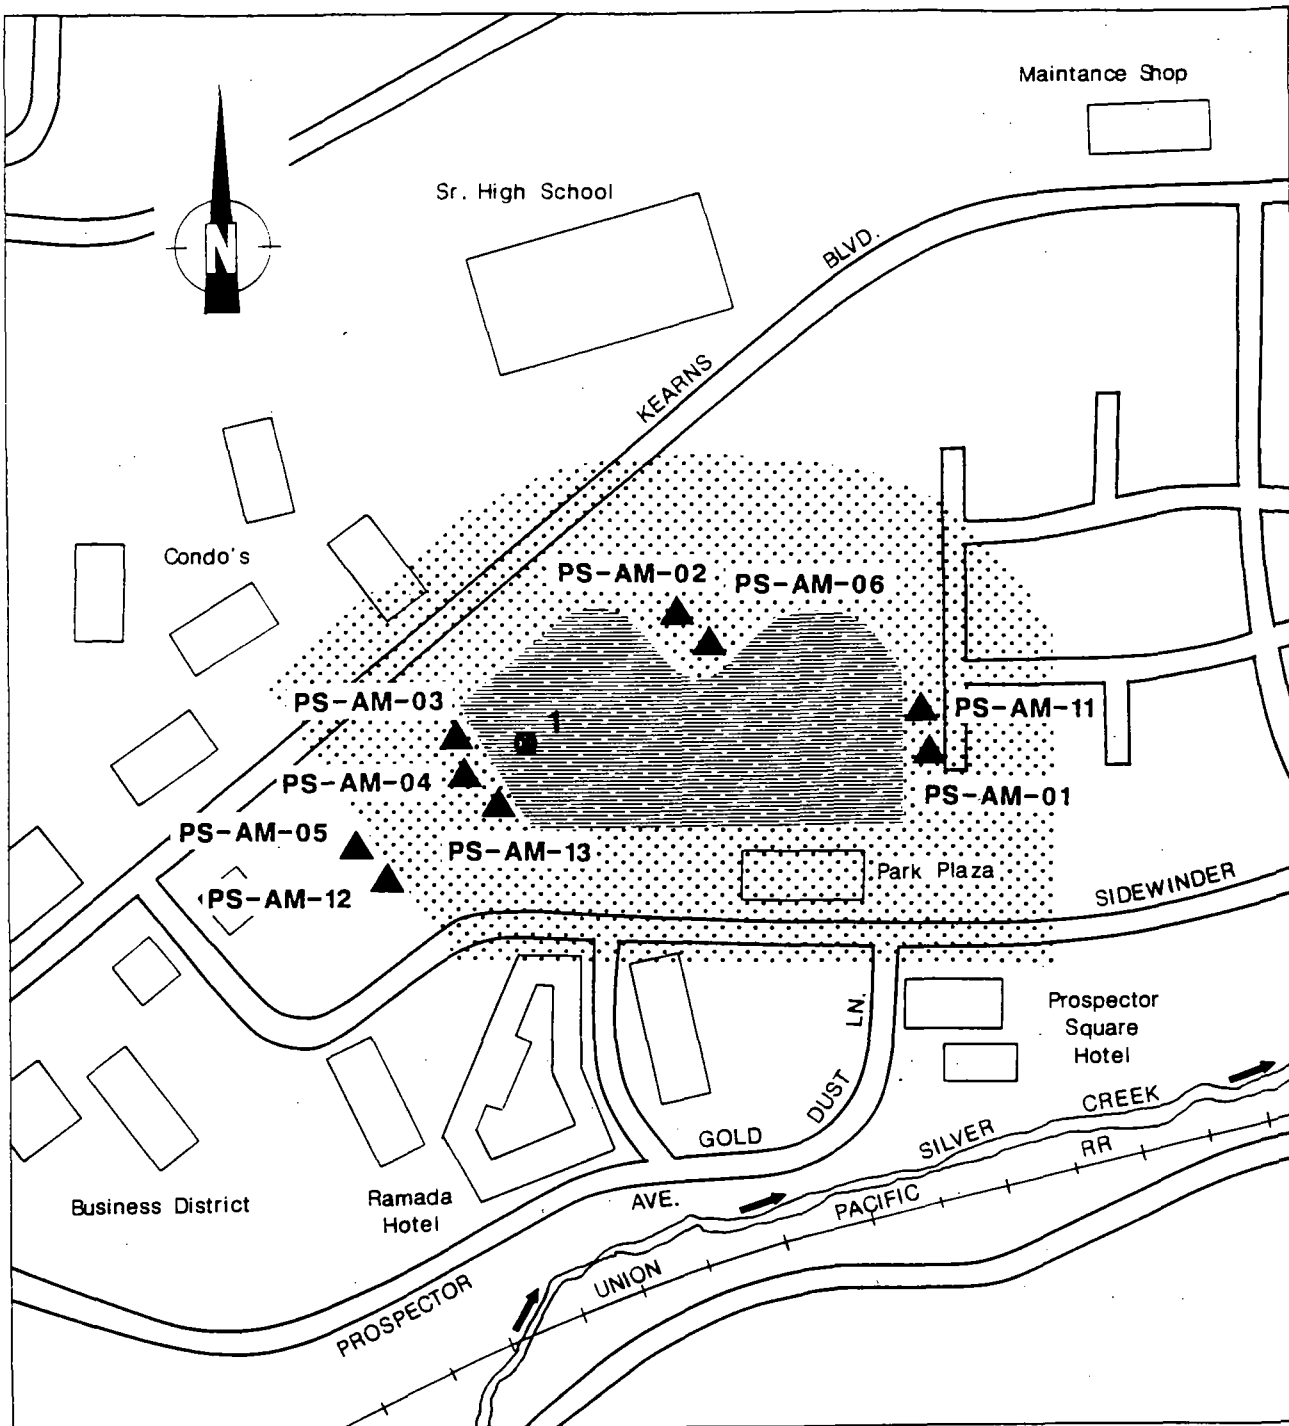 Maintance Shop
Sr. High School
N
BLVD.
KEARNS
Condo's
PS-AM-02
PS-AM-06
PS-AM-03
1
PS-AM-11
PS-AM-04
PS-AM-01
PS-AM-05
PS-AM-13
Park Plaza
PS-AM-12
SIDEWINDER
LN.
Prospector
Square
Hotel
DUST
GOLD
SILVER
CREEK
RR
Business District
Ramada
Hotel
AVE.
PACIFIC
UNION
PROSPECTOR